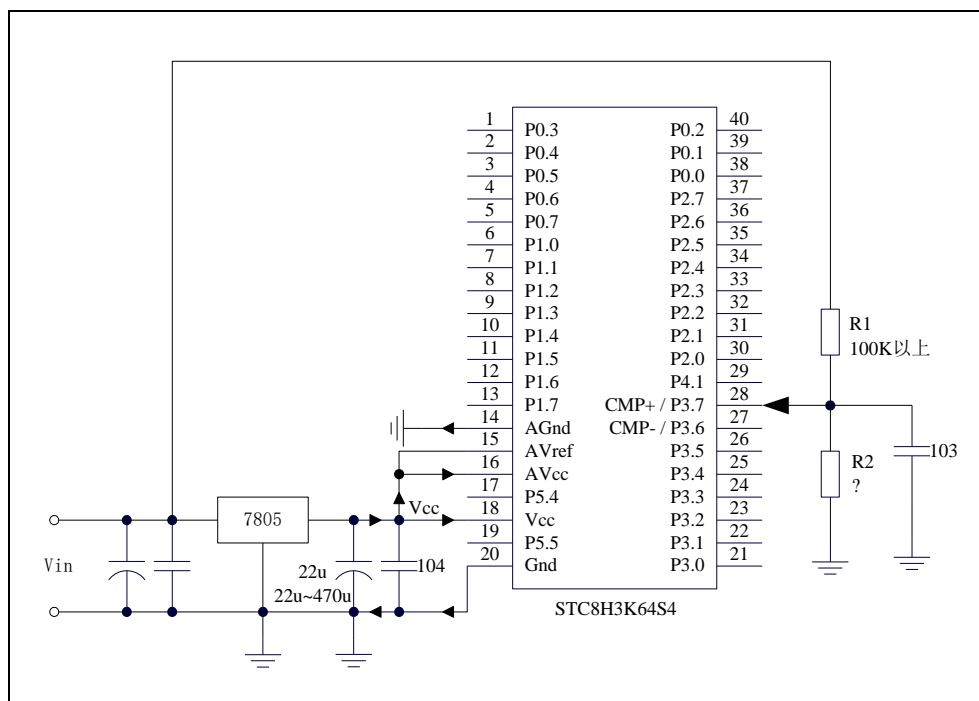 1 P0.3 P0.2 40
2 P0.4 P0.1 39
3 P0.5 P0.0 38
4 P0.6 P2.7 37
5 P0.7 P2.6 36
6 P1.0 P2.5 35
7 P1.1 P2.4 34
8 P1.2 P2.3 33
9 P1.3 P2.2 32
10 P1.4 P2.1 31
11 P1.5 P2.0 30
12 P1.6 P4.1 29
13 P1.7 CMP+ / P3.7 28
14 AGnd CMP- / P3.6 27
15 AVref P3.5 26
16 AVcc P3.4 25
17 P5.4 P3.3 24
18 Vcc P3.2 23
19 P5.5 P3.1 22
20 Gnd P3.0 21
STC8H3K64S4
R1
100K以上
R2
?
103
Vcc
7805
Vin
22u
22u~470u
104